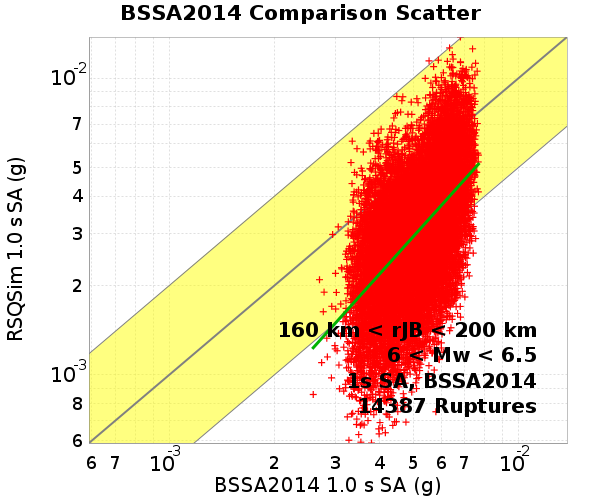 BSSA2014 Comparison Scatter
RSQSim 1.0 s SA (g)
10-2
7
5
4
3
2
10-3
8
6
160 km < rJB < 200 km
6 < Mw < 6.5
1s SA, BSSA2014
14387 Ruptures
6 7 10-3 2 3 4 5 6 7 10-2
BSSA2014 1.0 s SA (g)